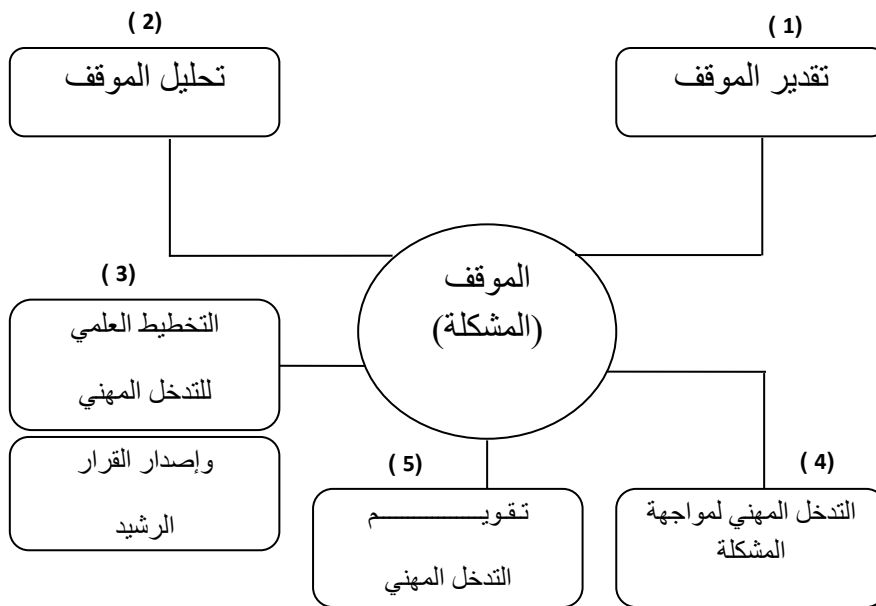 (1)
تقدير الموقف
(2)
تحليل الموقف
الموقف
(المشكلة)
(3)
التخطيط العلمي
للتدخل المهني
وإصدار القرار
الرشيد
(4)
التدخل المهني لمواجهة
المشكلة
(5)
تـقـويـــــــــــــم
التدخل المهني